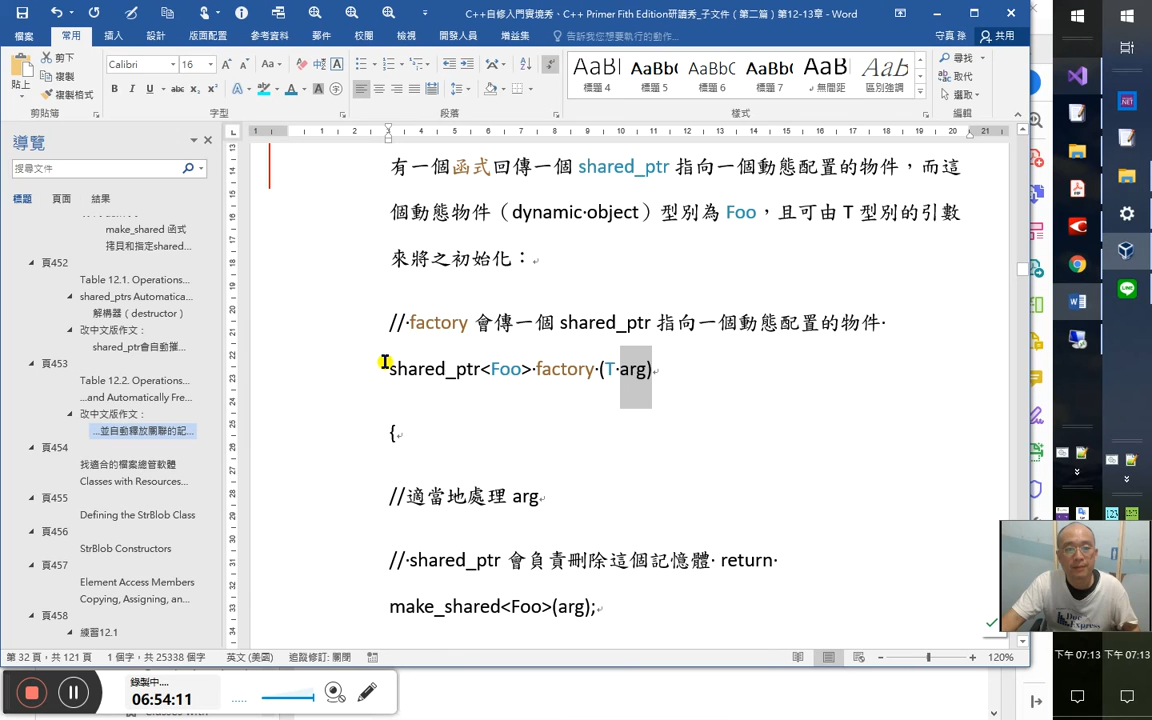 C++自修入門實境秀、C++ Primer Fith Edition研讀秀_子文件（第二篇）第12-13章 - Word
檔案 常用 插入 設計 版面配置 參考資料 郵件 校閱 檢視 開發人員 增益集 告訴我您想要執行的動作... 守真 孫 共用
貼上 剪下 複製 複製格式
Calibri 16
AaBl AaBb( AaBbC AaBb( AaBl AaBl
標題 4 標題 5 標題 6 標題 7 無間距 區別強調
尋找 取代 選取
剪貼簿 字型 段落 樣式 編輯
導覽
搜尋文件
標題 頁面 結果
make_shared 函式
拷貝和指定shared...
頁452
Table 12.1. Operations...
shared_ptrs Automatica...
解構器（destructor）
改中文版作文：
shared_ptr會自動摧...
頁453
Table 12.2. Operations...
...and Automatically Fre...
改中文版作文：
...並自動釋放關聯的記...
頁454
找適合的檔案總管軟體
Classes with Resources...
頁455
Defining the StrBlob Class
頁456
StrBlob Constructors
頁457
Element Access Members
Copying, Assigning, an...
頁458
練習12.1
有一個函式回傳一個 shared_ptr 指向一個動態配置的物件，而這
個動態物件（dynamic·object）型別為 Foo，且可由 T 型別的引數
來將之初始化：
//·factory 會傳一個 shared_ptr 指向一個動態配置的物件·
shared_ptr<Foo>·factory·(T·arg)
{
//適當地處理 arg
//·shared_ptr 會負責刪除這個記憶體· return·
make_shared<Foo>(arg);
第 32 頁，共 121 頁 1 個字，共 25338 個字 英文 (美國) 追蹤修訂: 關閉 120%
錄製中....
06:54:11
下午 07:13 下午 07:13